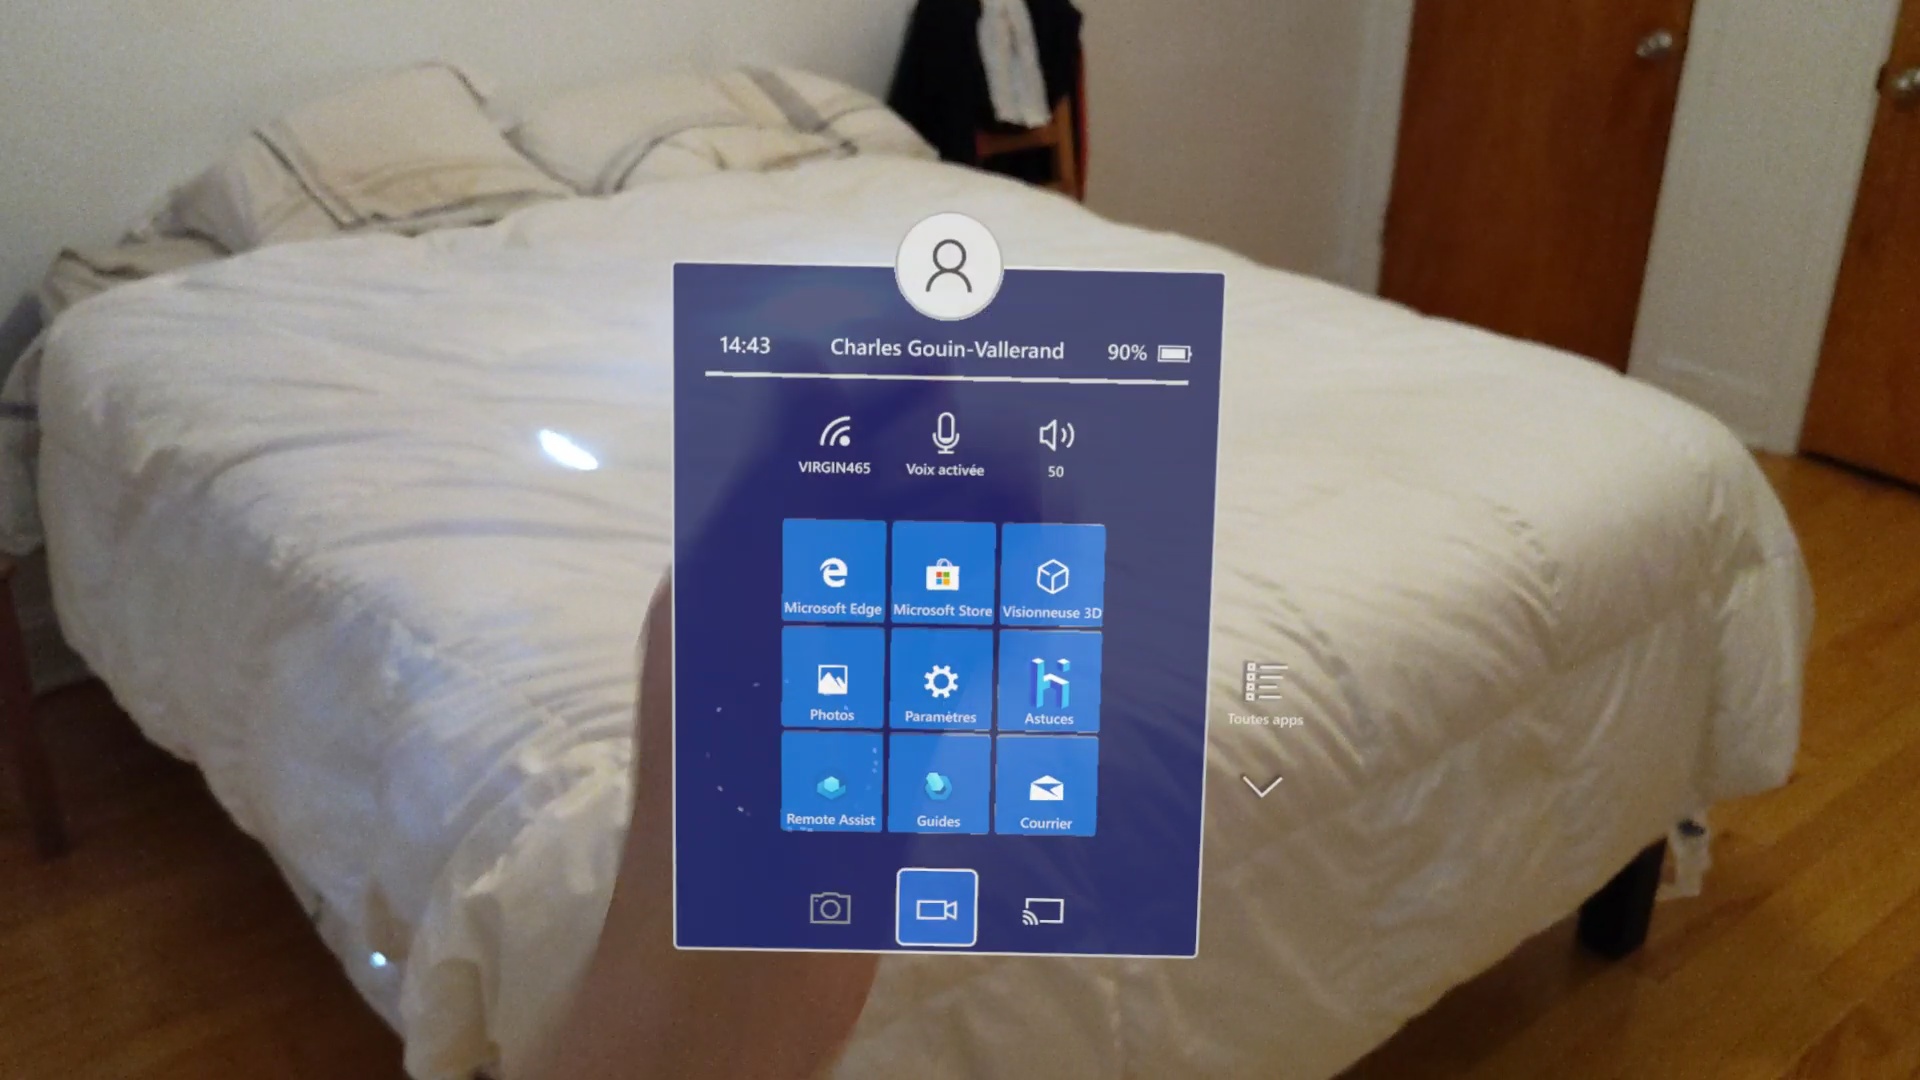 14:43 Charles Gouin-Vallerand 90%
VIRGIN465 Voix activée 50
Microsoft Edge Microsoft Store Visionneuse 3D
Photos Paramètres Astuces
Toutes apps
Remote Assist Guides Courrier